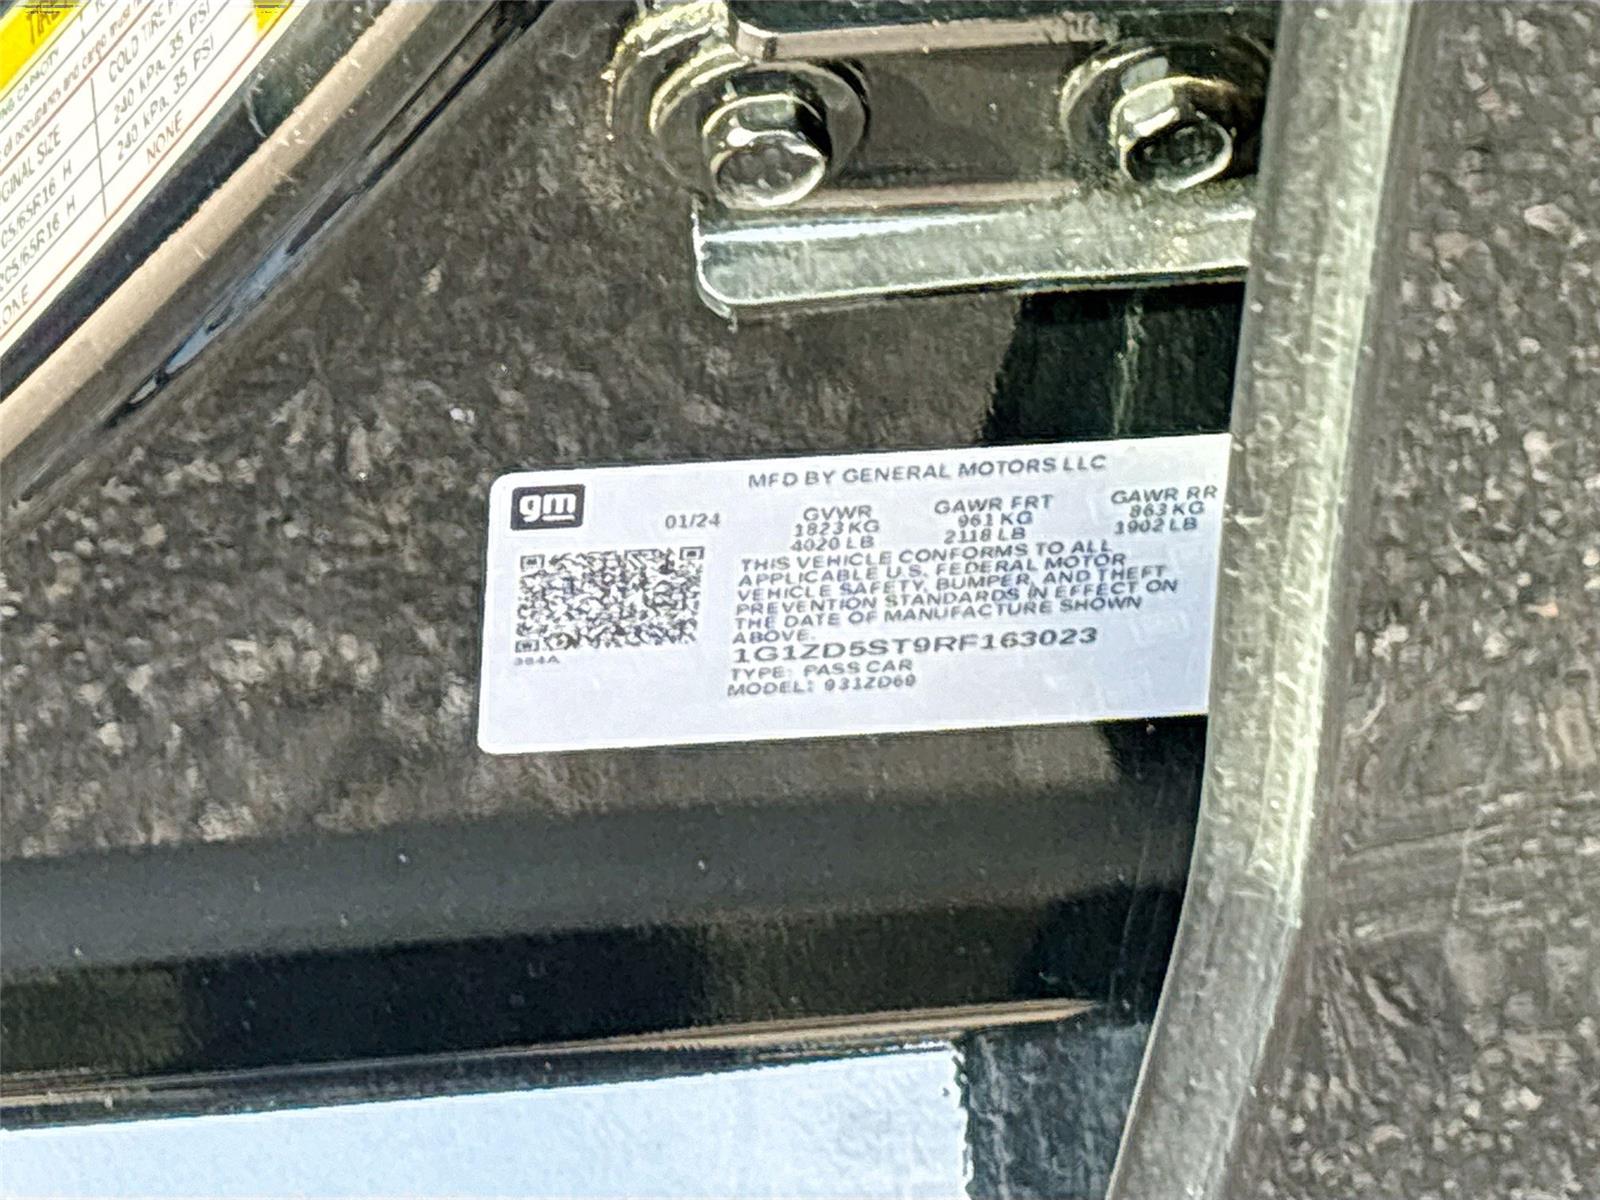 COLD TIRE
ORIGINAL SIZE
240 KPA, 35 PSI
240 KPA, 35 PSI
NONE
gm
MFD BY GENERAL MOTORS LLC
01/24
GVWR GAWR FRT GAWR RR
1823 KG 961 KG 863 KG
4020 LB 2118 LB 1902 LB
THIS VEHICLE CONFORMS TO ALL
APPLICABLE U.S. FEDERAL MOTOR
VEHICLE SAFETY, BUMPER, AND THEFT
PREVENTION STANDARDS IN EFFECT ON
THE DATE OF MANUFACTURE SHOWN
ABOVE.
384A
1G1ZD5ST9RF163023
TYPE: PASS CAR
MODEL: 931ZD69